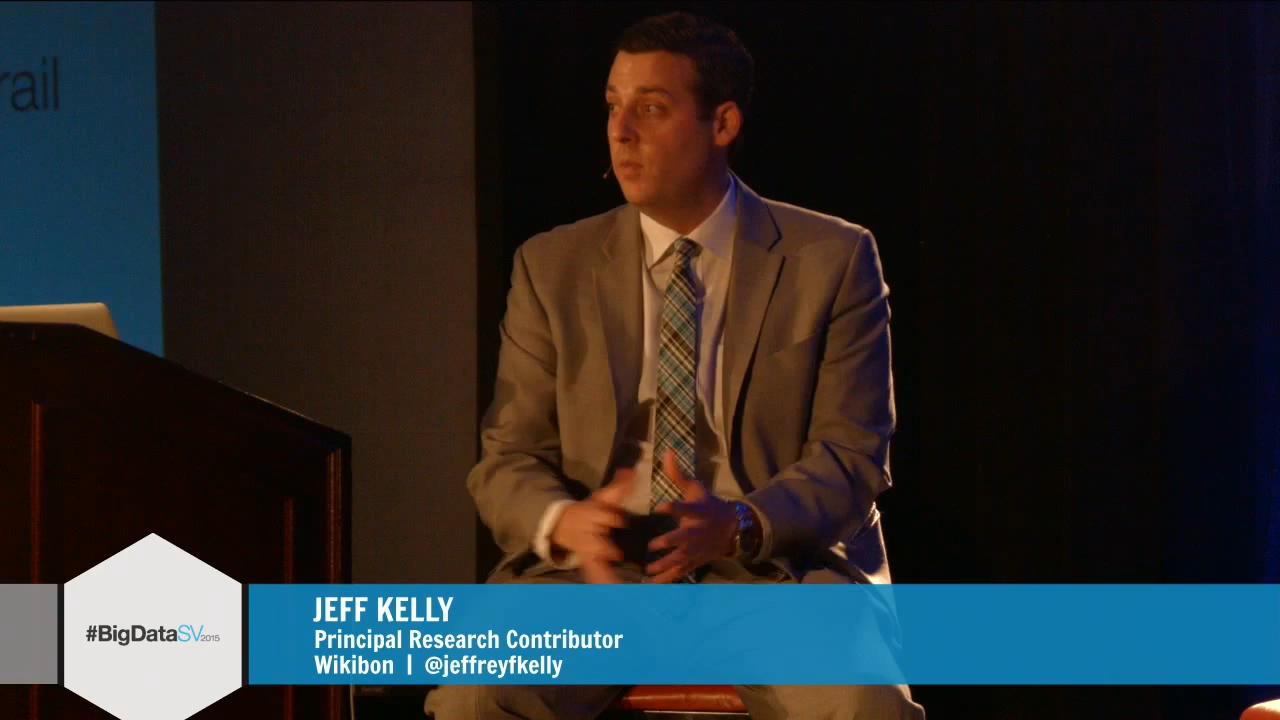 rail
JEFF KELLY
Principal Research Contributor
#BigDataSV2015
Wikibon | @jeffreyfkelly